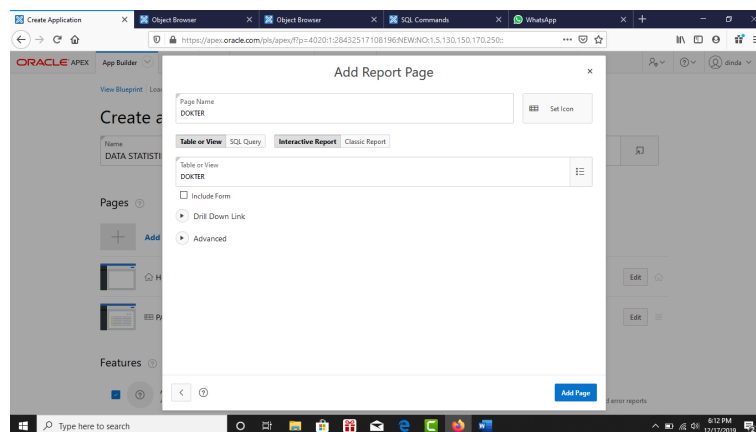 Create Application
Object Browser
Object Browser
SQL Commands
WhatsApp
https://apex.oracle.com/pls/apex/f?p=4020:1:28432517108196:NEW:NO:1.5,130,150,170,250::
ORACLE APEX App Builder
dinda
View Blueprint
Create a
Name
DATA STATISTI
Pages
Add
H
PA
Edit
Edit
Features
d error reports
Add Report Page
Page Name
DOKTER
Set Icon
Table or View SQL Query Interactive Report Classic Report
Table or View
DOKTER
Include Form
Drill Down Link
Advanced
Add Page
Type here to search
6:12 PM
12/17/2019